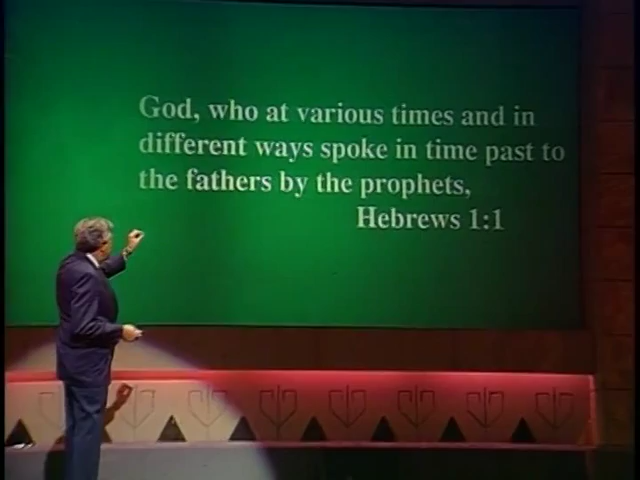 God, who at various times and in
different ways spoke in time past to
the fathers by the prophets,
Hebrews 1:1